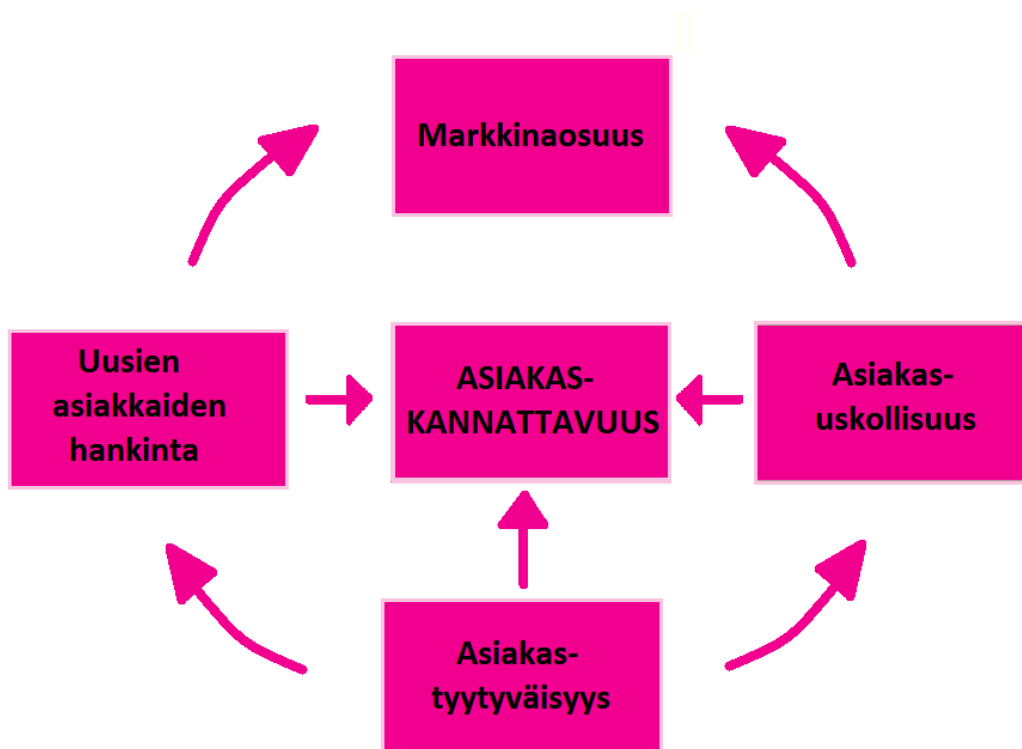 Markkinaosuus
Uusien
asiakkaiden
hankinta
ASIAKAS-
KANNATTAVUUS
Asiakas-
uskollisuus
Asiakas-
tyytyväisyys